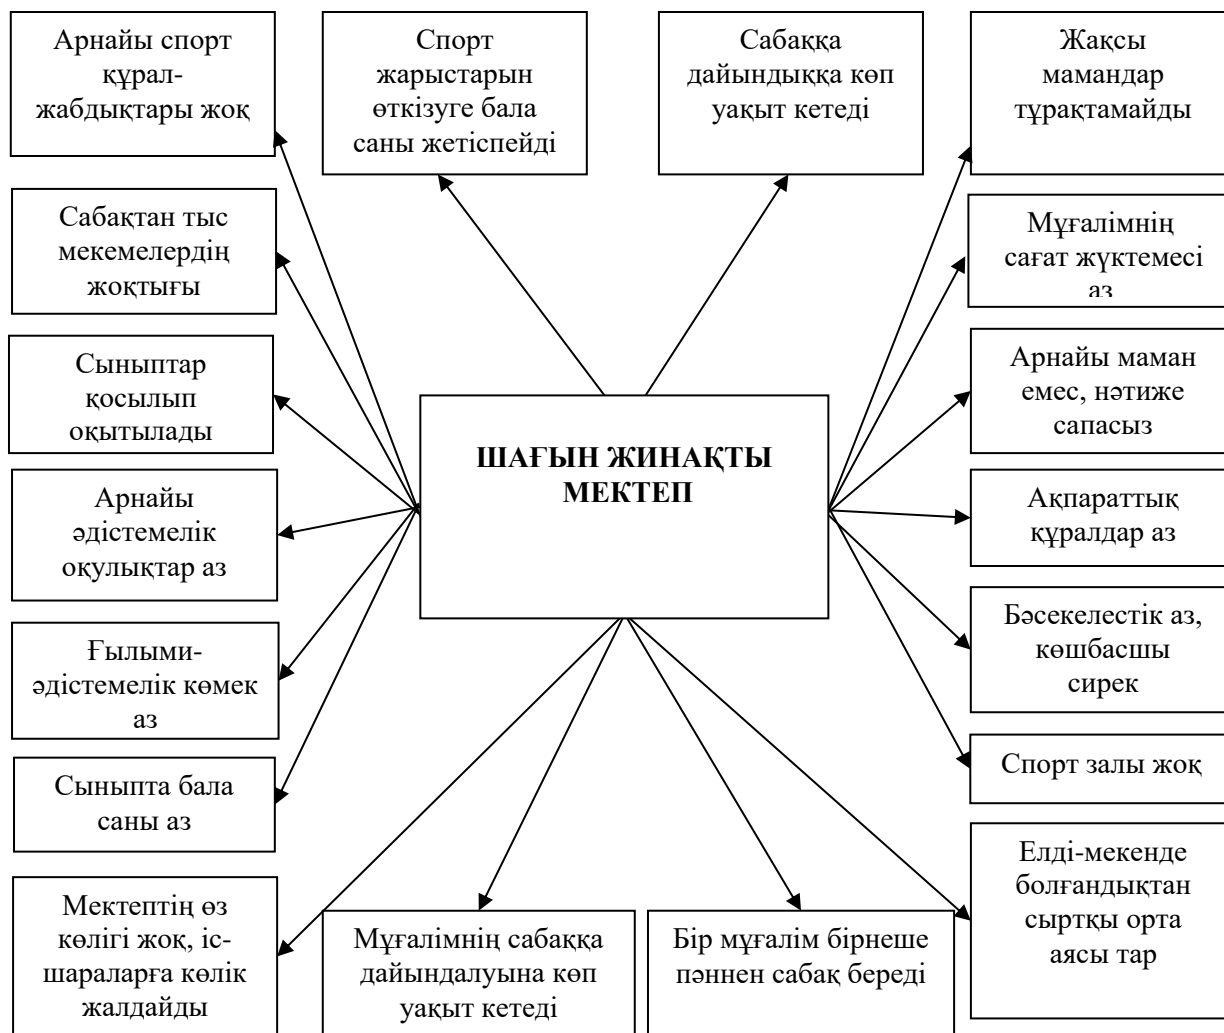 Арнайы спорт
құрал-
жабдықтары жоқ
Спорт
жарыстарын
өткізуге бала
саны жетіспейді
Сабаққа
дайындыққа көп
уақыт кетеді
Жақсы
мамандар
тұрақтамайды
Сабақтан тыс
мекемелердің
жоқтығы
Мұғалімнің
сағат жүктемесі
аз
Сыныптар
қосылып
оқытылады
Арнайы маман
емес, нәтиже
сапасыз
ШАҒЫН ЖИНАҚТЫ
МЕКТЕП
Арнайы
әдістемелік
оқулықтар аз
Ақпараттық
құралдар аз
Ғылыми-
әдістемелік көмек
аз
Бәсекелестік аз,
көшбасшы
сирек
Сыныпта бала
саны аз
Спорт залы жоқ
Мектептің өз
көлігі жоқ, іс-
шараларға көлік
жалдайды
Мұғалімнің сабаққа
дайындалуына көп
уақыт кетеді
Бір мұғалім бірнеше
пәннен сабақ береді
Елді-мекенде
болғандықтан
сыртқы орта
аясы тар